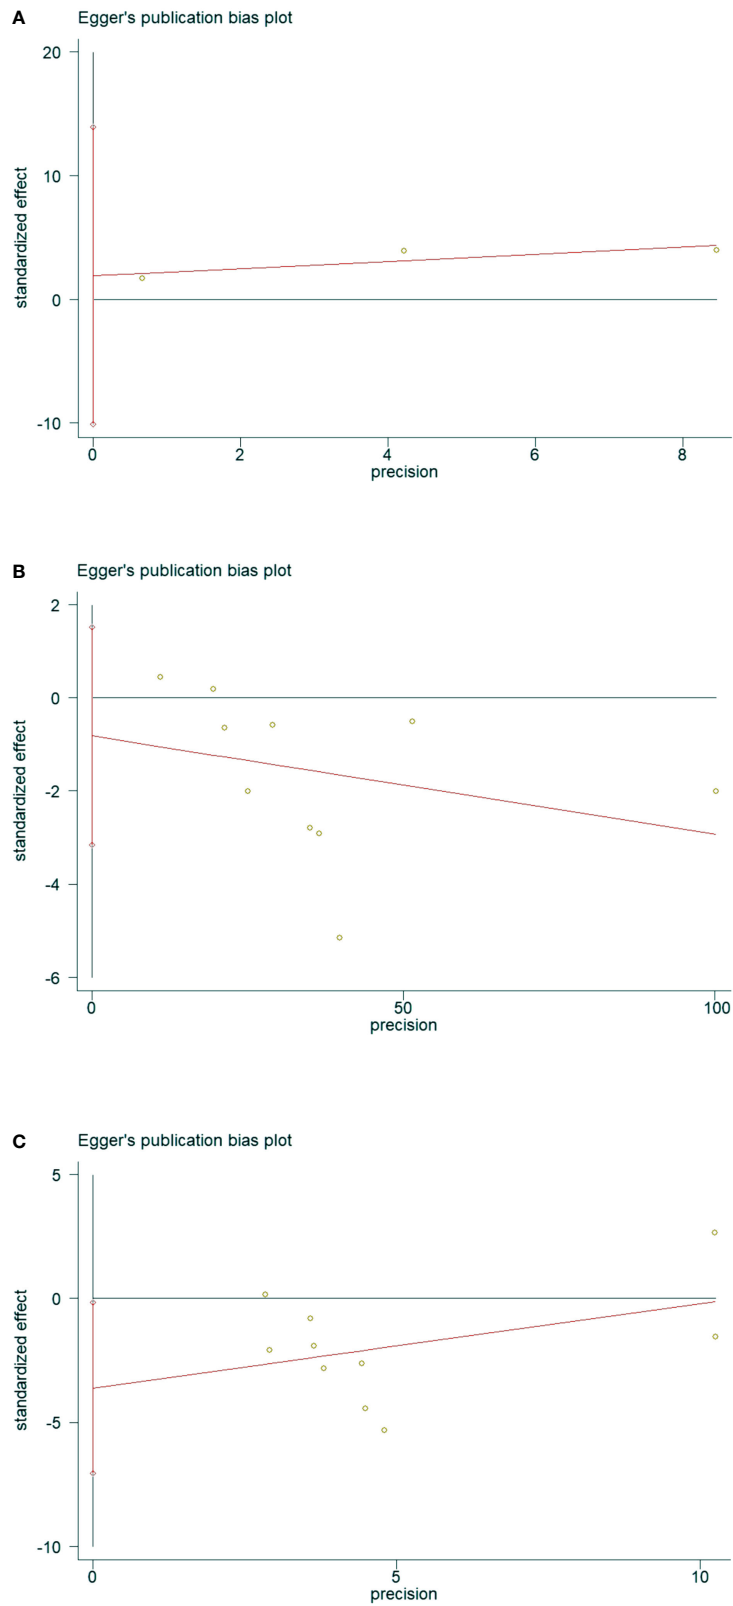 A
Egger's publication bias plot
20
10
0
-10
standardized effect
0 2 4 6 8
precision
B
Egger's publication bias plot
2
0
-2
-4
-6
standardized effect
0 50 100
precision
C
Egger's publication bias plot
5
0
-5
-10
standardized effect
0 5 10
precision